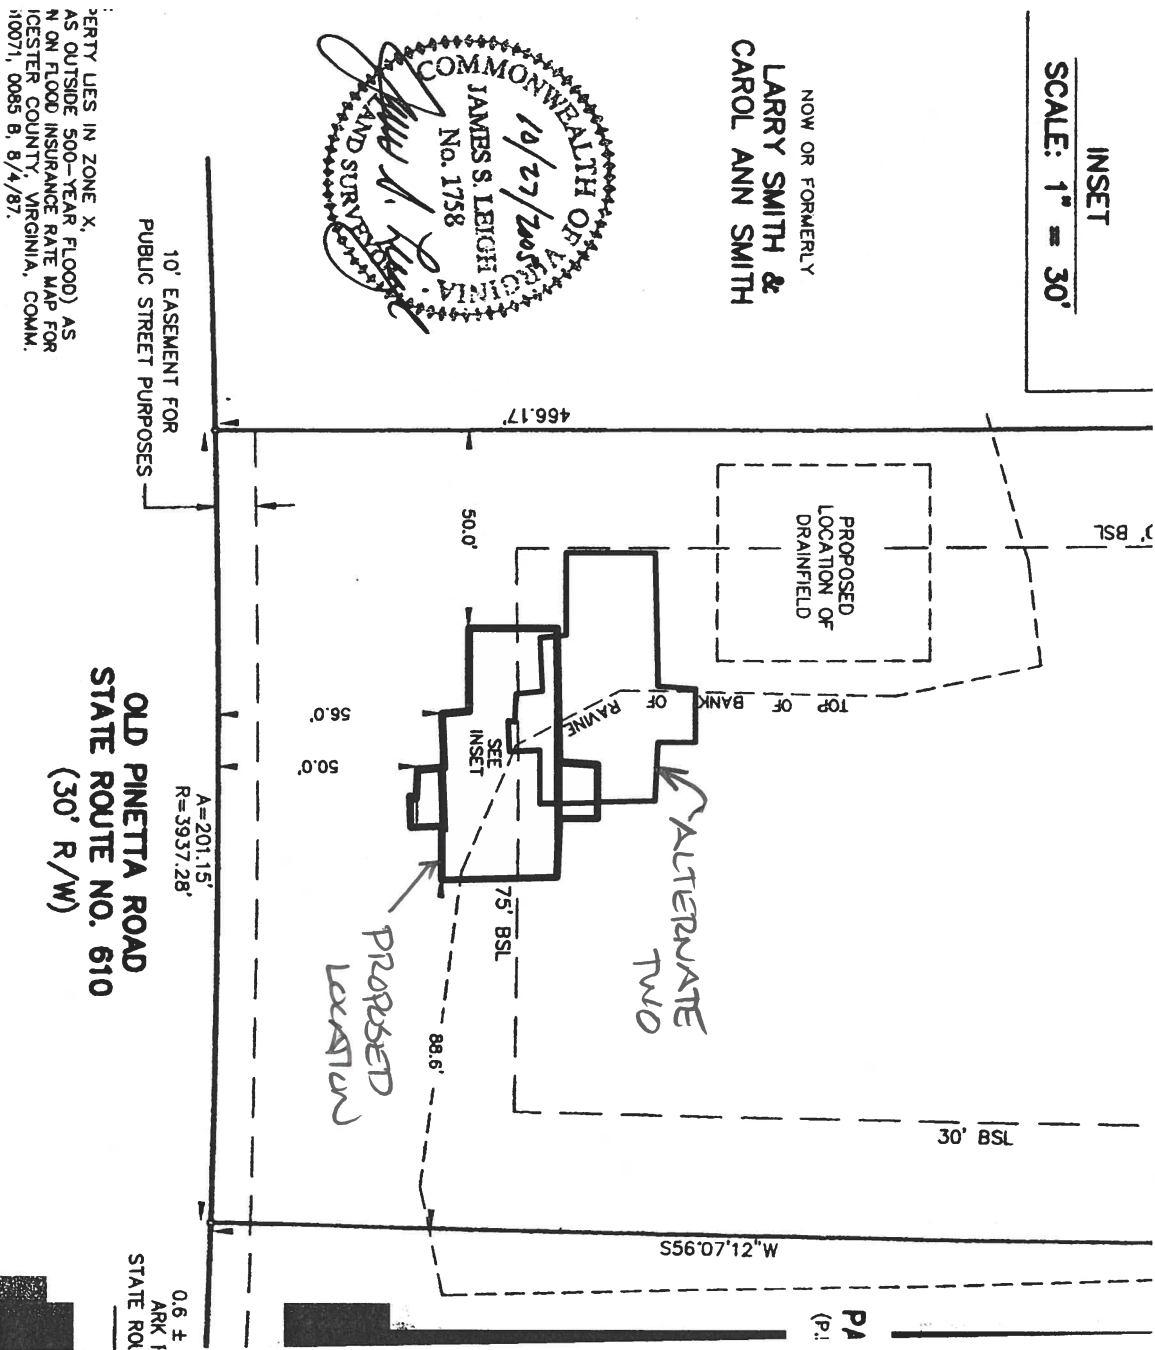 INSET
SCALE: 1" = 30'
NOW OR FORMERLY
LARRY SMITH &
CAROL ANN SMITH
COMMONWEALTH OF VIRGINIA
10/27/2005
JAMES S. LEIGH
No. 1758
LAND SURVEYOR
466.17'
' BSL
PROPOSED
LOCATION OF
DRAINFIELD
TOP OF BANK OF RAVINE
50.0'
SEE
INSET
56.0'
50.0'
75' BSL
ALTERNATE
TWO
PROPOSED
LOCATION
88.6'
30' BSL
S56°07'12"W
10' EASEMENT FOR
PUBLIC STREET PURPOSES
A=201.15'
R=3937.28'
OLD PINETTA ROAD
STATE ROUTE NO. 610
(30' R/W)
PERTY LIES IN ZONE X,
AS OUTSIDE 500-YEAR FLOOD) AS
N ON FLOOD INSURANCE RATE MAP FOR
ICESTER COUNTY, VIRGINIA, COMM.
10071, 0085 B, 8/4/87.
0.6 ±
ARK
STATE ROU
PA
(P.